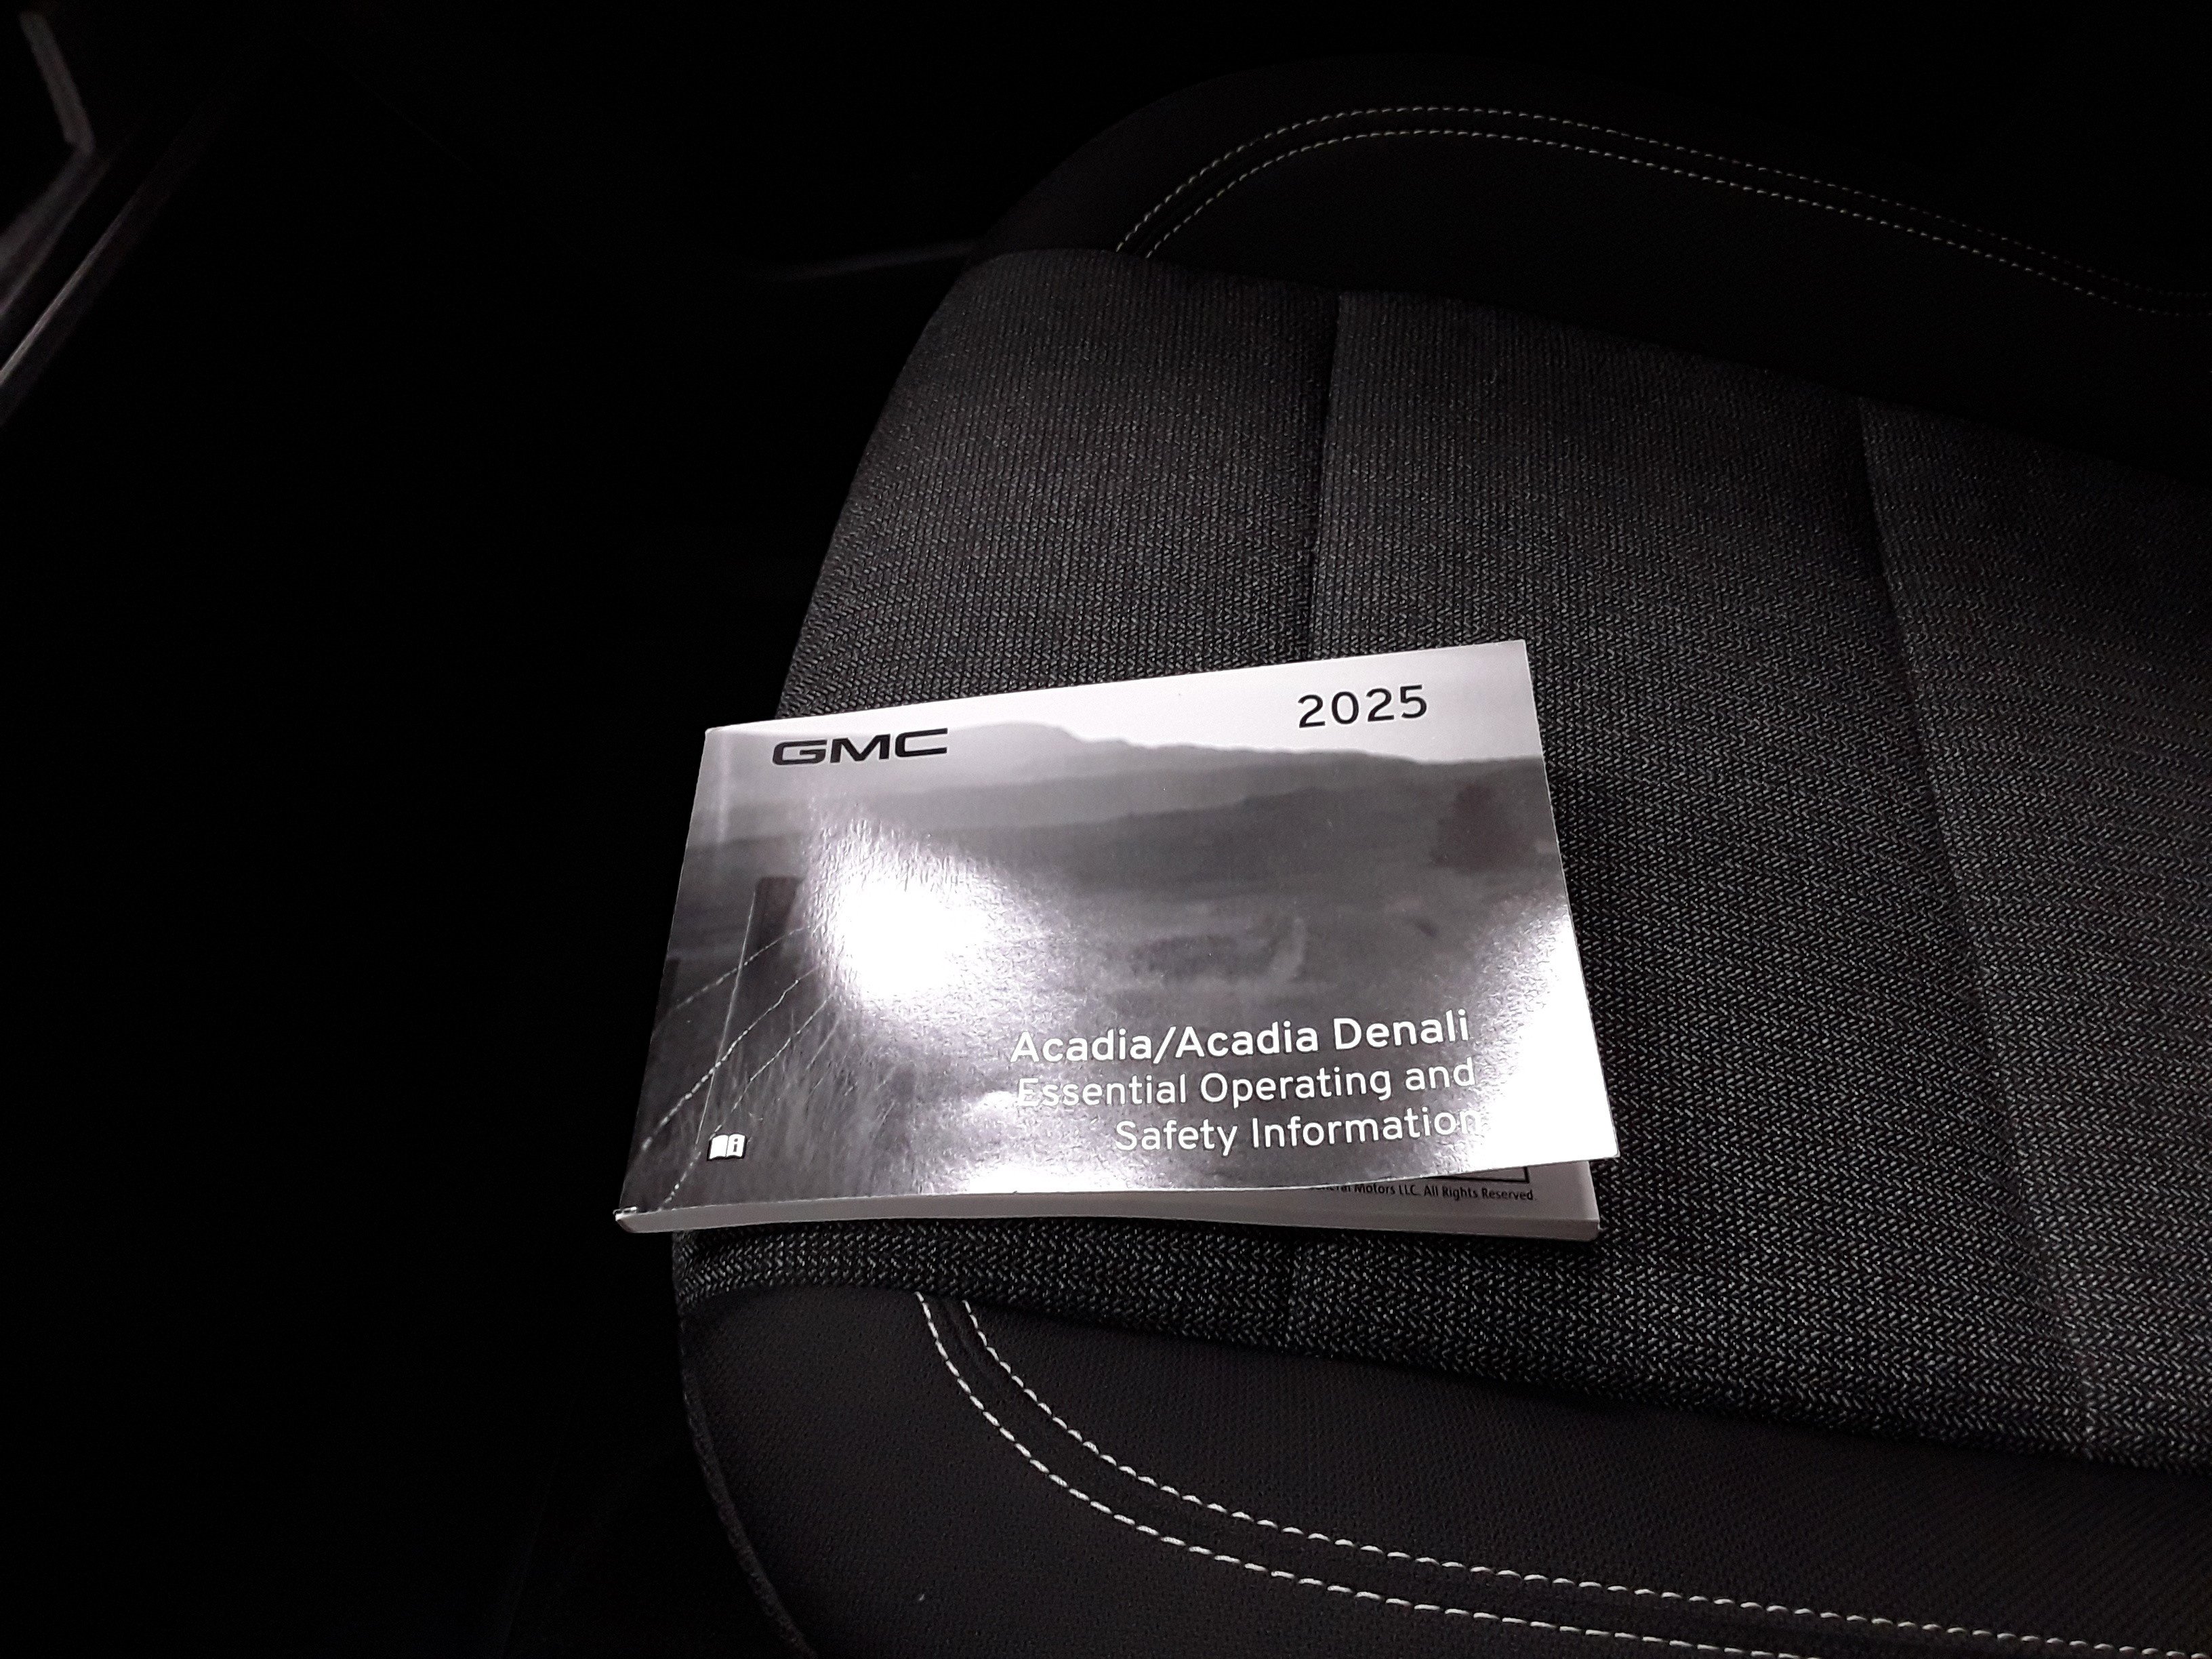 GMC
2025
Acadia/Acadia Denali
Essential Operating and
Safety Information
Motors LLC. All Rights Reserved.